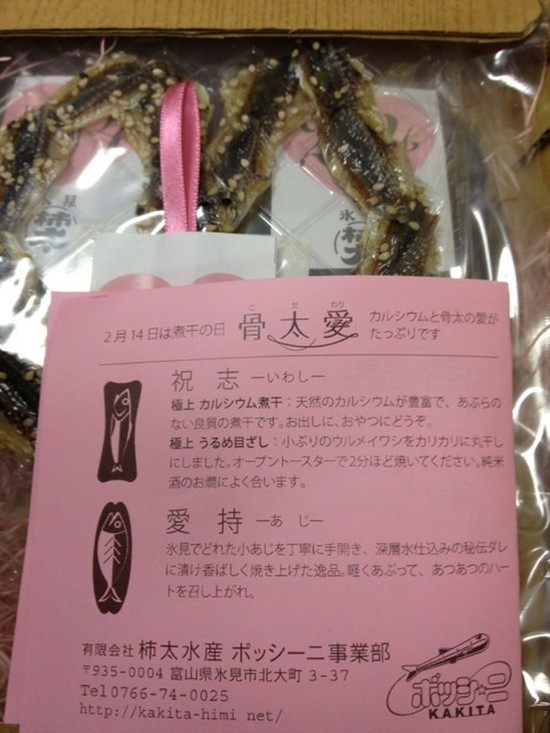 氷
見
柿
太
氷
柿
太
2月14日は煮干の日 骨太愛 カルシウムと骨太の愛が
こ だ わり
たっぷりです
祝 志 ―いわし―
極上 カルシウム煮干：天然のカルシウムが豊富で、あぶらの
ない良質の煮干です。お出しに、おやつにどうぞ。
極上 うるめ目ざし：小ぶりのウルメイワシをカリカリに丸干し
にしました。オーブントースターで2分ほど焼いてください。純米
酒のお燗によく合います。
愛 持 ―あ じ―
氷見でどれた小あじを丁寧に手開き、深層水仕込みの秘伝ダレ
に漬け香ばしく焼き上げた逸品。軽くあぶって、あつあつのハー
トを召し上がれ。
有限会社 柿太水産 ボッシーニ事業部
〒935-0004 富山県氷見市北大町 3-37
Tel 0766-74-0025
http://kakita-himi net/
ボッシ★ニ
KAKITA